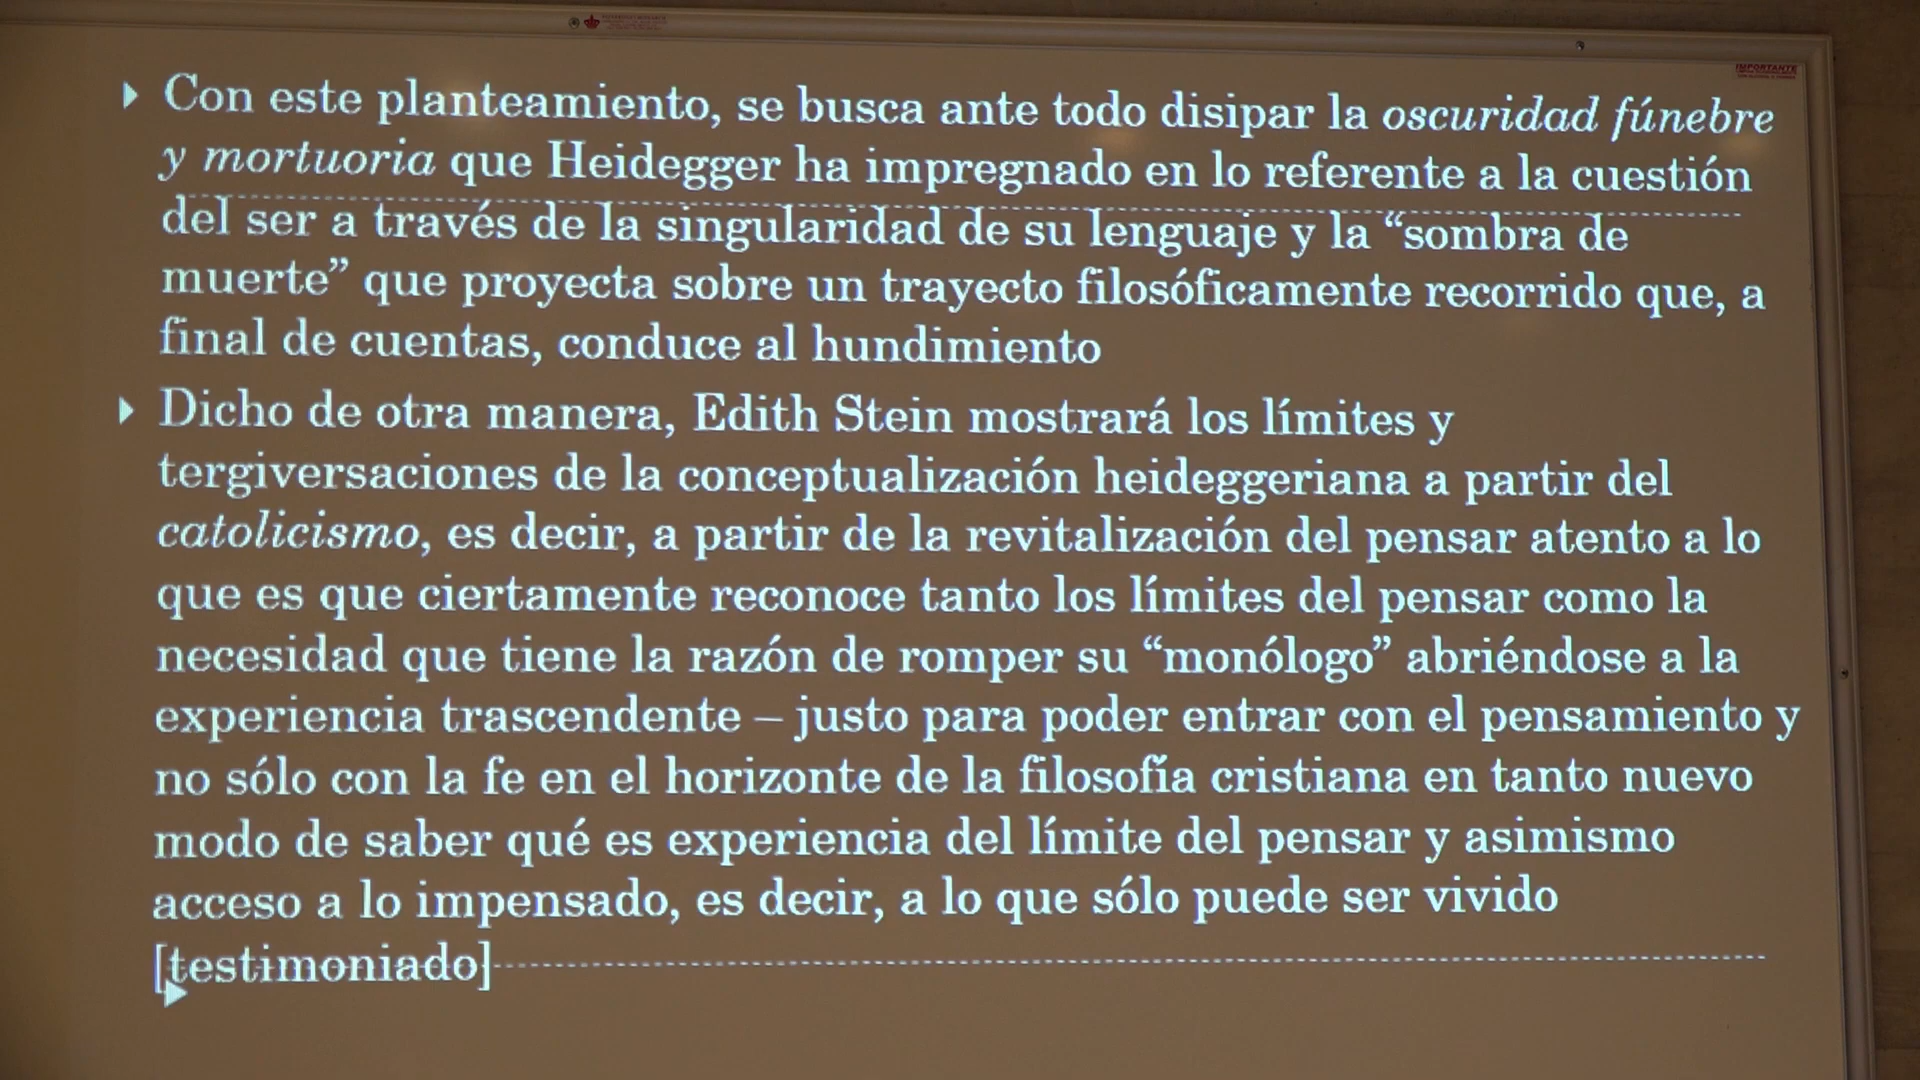 IMPORTANTE
Con este planteamiento, se busca ante todo disipar la oscuridad fúnebre
y mortuoria que Heidegger ha impregnado en lo referente a la cuestión
del ser a través de la singularidad de su lenguaje y la “sombra de
muerte” que proyecta sobre un trayecto filosóficamente recorrido que, a
final de cuentas, conduce al hundimiento
Dicho de otra manera, Edith Stein mostrará los límites y
tergiversaciones de la conceptualización heideggeriana a partir del
catolicismo, es decir, a partir de la revitalización del pensar atento a lo
que es que ciertamente reconoce tanto los límites del pensar como la
necesidad que tiene la razón de romper su “monólogo” abriéndose a la
experiencia trascendente – justo para poder entrar con el pensamiento y
no sólo con la fe en el horizonte de la filosofía cristiana en tanto nuevo
modo de saber qué es experiencia del límite del pensar y asimismo
acceso a lo impensado, es decir, a lo que sólo puede ser vivido
[testimoniado]